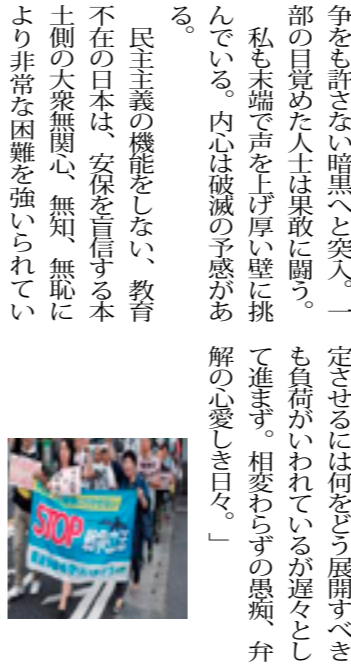 争をも許さない暗黒へと突入。一
部の目覚めた人士は果敢に闘う。
　私も末端で声を上げ厚い壁に挑
んでいる。内心は破滅の予感があ
る。
　民主主義の機能をしない、教育
不在の日本は、安保を盲信する本
土側の大衆無関心、無知、無恥に
より非常な困難を強いられてい
定させるには何をどう展開すべき
も負荷がいわれているが遅々とし
て進まず。相変わらずの愚痴、弁
解の心愛しき日々。」
STOP